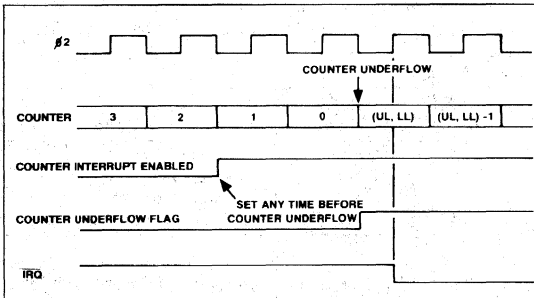 ø2
COUNTER UNDERFLOW
COUNTER 3 2 1 0 (UL, LL) (UL, LL) -1
COUNTER INTERRUPT ENABLED
SET ANY TIME BEFORE
COUNTER UNDERFLOW
COUNTER UNDERFLOW FLAG
IRQ